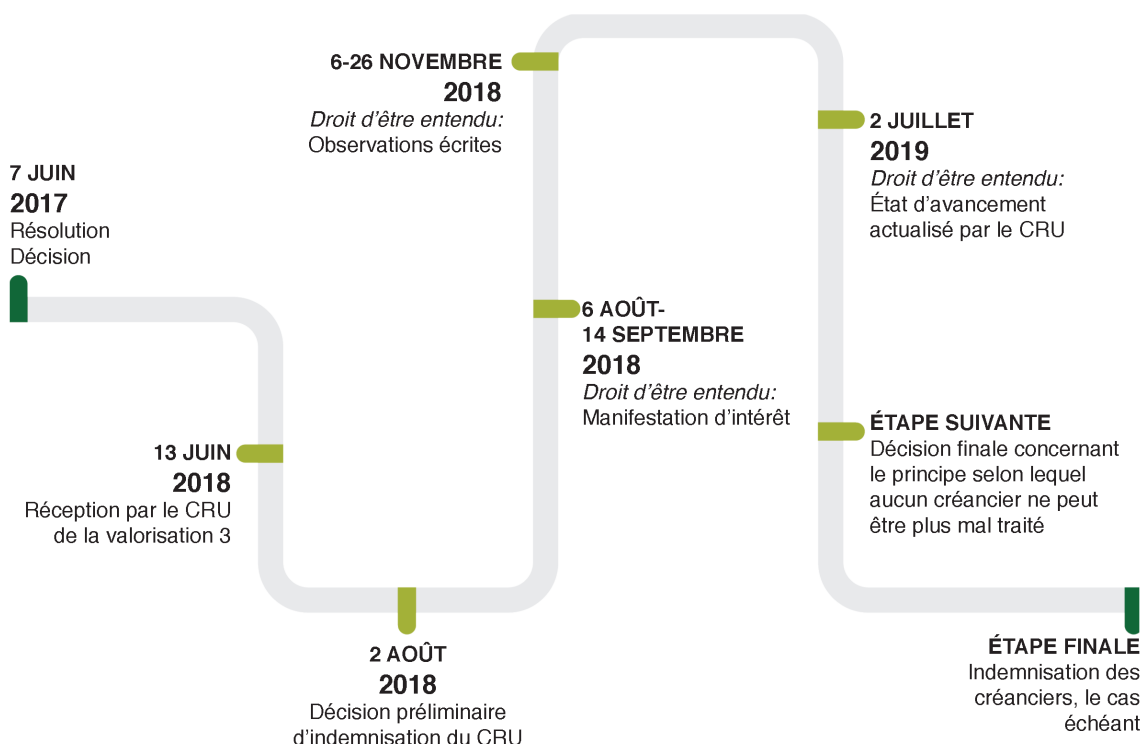 7 JUIN
2017
Résolution
Décision
13 JUIN
2018
Réception par le CRU
de la valorisation 3
2 AOÛT
2018
Décision préliminaire
d'indemnisation du CRU
6 AOÛT-
14 SEPTEMBRE
2018
Droit d'être entendu:
Manifestation d'intérêt
6-26 NOVEMBRE
2018
Droit d'être entendu:
Observations écrites
2 JUILLET
2019
Droit d'être entendu:
État d'avancement
actualisé par le CRU
ÉTAPE SUIVANTE
Décision finale concernant
le principe selon lequel
aucun créancier ne peut
être plus mal traité
ÉTAPE FINALE
Indemnisation des
créanciers, le cas
échéant